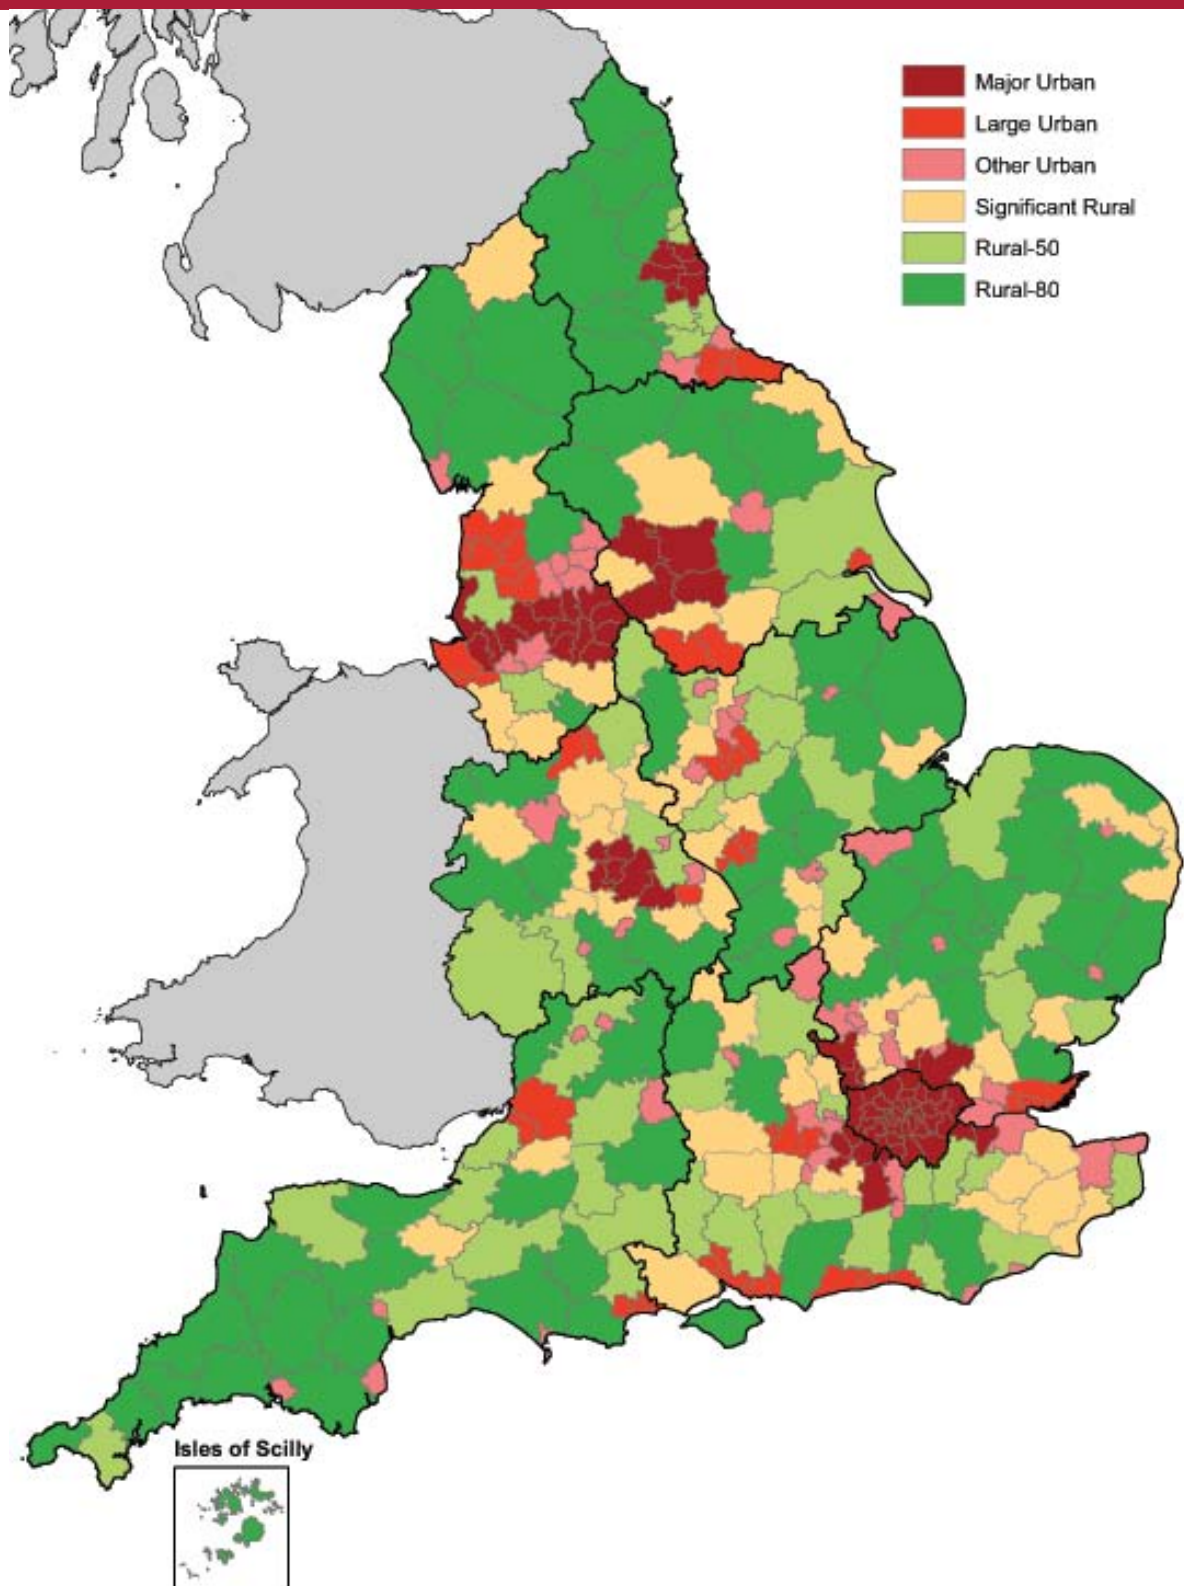 Major Urban
Large Urban
Other Urban
Significant Rural
Rural-50
Rural-80
Isles of Scilly